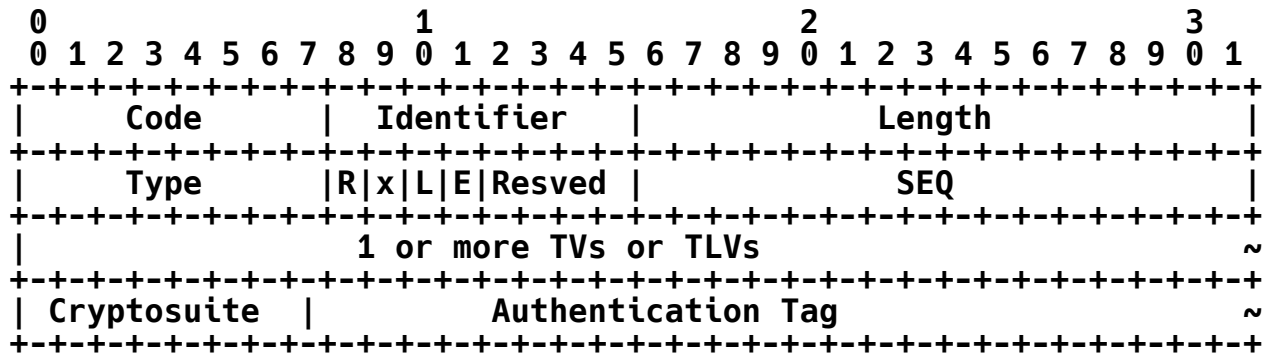 0                   1                   2                   3
 0 1 2 3 4 5 6 7 8 9 0 1 2 3 4 5 6 7 8 9 0 1 2 3 4 5 6 7 8 9 0 1
+-+-+-+-+-+-+-+-+-+-+-+-+-+-+-+-+-+-+-+-+-+-+-+-+-+-+-+-+-+-+-+-+
|     Code      |  Identifier   |            Length             |
+-+-+-+-+-+-+-+-+-+-+-+-+-+-+-+-+-+-+-+-+-+-+-+-+-+-+-+-+-+-+-+-+
|     Type      |R|x|L|E|Resved |             SEQ               |
+-+-+-+-+-+-+-+-+-+-+-+-+-+-+-+-+-+-+-+-+-+-+-+-+-+-+-+-+-+-+-+-+
|                 1 or more TVs or TLVs                         ~
+-+-+-+-+-+-+-+-+-+-+-+-+-+-+-+-+-+-+-+-+-+-+-+-+-+-+-+-+-+-+-+-+
| Cryptosuite  |         Authentication Tag                     ~
+-+-+-+-+-+-+-+-+-+-+-+-+-+-+-+-+-+-+-+-+-+-+-+-+-+-+-+-+-+-+-+-+